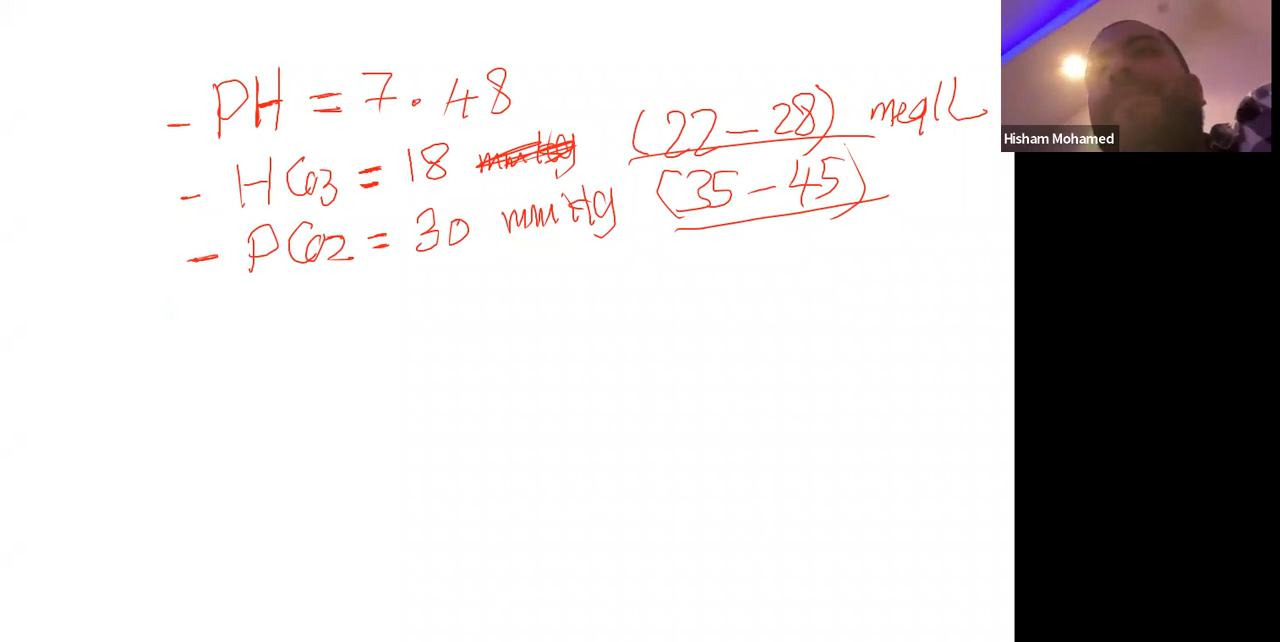 - PH = 7.48
- HCO3 = 18 mmHg (22 - 28) meq/L
- PCO2 = 30 mmHg (35 - 45)
Hisham Mohamed